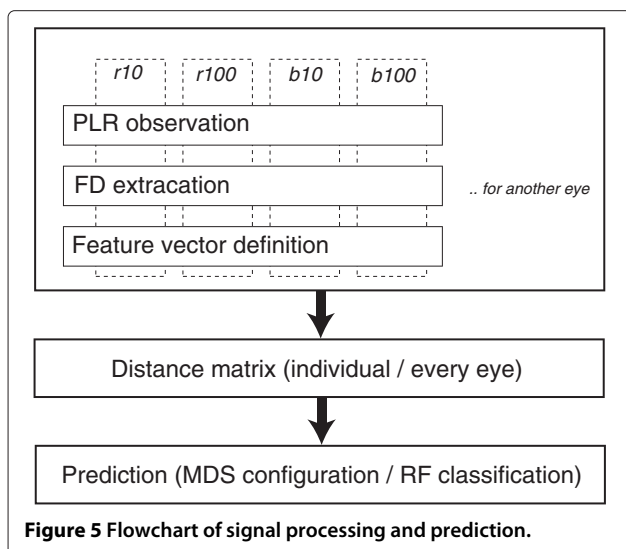 r10 r100 b10 b100
PLR observation
FD extracation
.. for another eye
Feature vector definition
Distance matrix (individual / every eye)
Prediction (MDS configuration / RF classification)
Figure 5 Flowchart of signal processing and prediction.